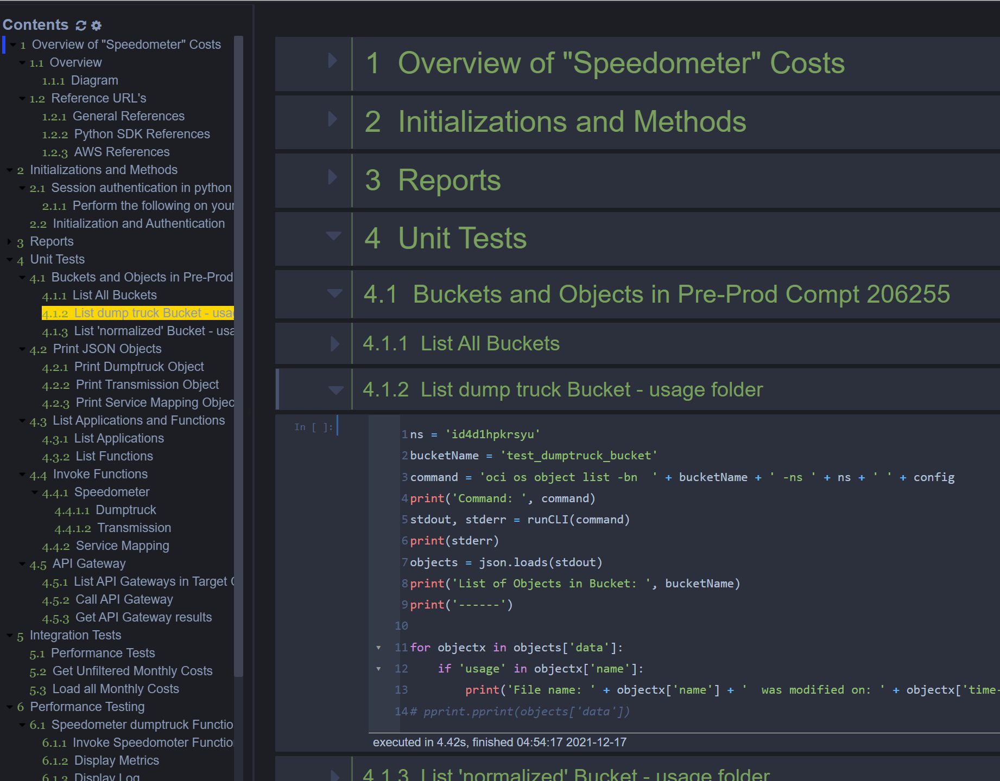 Contents
1 Overview of "Speedometer" Costs
1.1 Overview
1.1.1 Diagram
1.2 Reference URL's
1.2.1 General References
1.2.2 Python SDK References
1.2.3 AWS References
2 Initializations and Methods
2.1 Session authentication in python
2.1.1 Perform the following on your
2.2 Initialization and Authentication
3 Reports
4 Unit Tests
4.1 Buckets and Objects in Pre-Prod
4.1.1 List All Buckets
4.1.2 List dump truck Bucket - usag
4.1.3 List 'normalized' Bucket - usa
4.2 Print JSON Objects
4.2.1 Print Dumptruck Object
4.2.2 Print Transmission Object
4.2.3 Print Service Mapping Objec
4.3 List Applications and Functions
4.3.1 List Applications
4.3.2 List Functions
4.4 Invoke Functions
4.4.1 Speedometer
4.4.1.1 Dumptruck
4.4.1.2 Transmission
4.4.2 Service Mapping
4.5 API Gateway
4.5.1 List API Gateways in Target C
4.5.2 Call API Gateway
4.5.3 Get API Gateway results
5 Integration Tests
5.1 Performance Tests
5.2 Get Unfiltered Monthly Costs
5.3 Load all Monthly Costs
6 Performance Testing
6.1 Speedometer dumptruck Functio
6.1.1 Invoke Speedomoter Function
6.1.2 Display Metrics
6.1.3 Display Log
1 Overview of "Speedometer" Costs
2 Initializations and Methods
3 Reports
4 Unit Tests
4.1 Buckets and Objects in Pre-Prod Compt 206255
4.1.1 List All Buckets
4.1.2 List dump truck Bucket - usage folder
In [ ]:
1 ns = 'id4d1hpkrsyu'
2 bucketName = 'test_dumptruck_bucket'
3 command = 'oci os object list -bn  ' + bucketName + ' -ns ' + ns + ' ' + config
4 print('Command: ', command)
5 stdout, stderr = runCLI(command)
6 print(stderr)
7 objects = json.loads(stdout)
8 print('List of Objects in Bucket: ', bucketName)
9 print('------')
10
11 for objectx in objects['data']:
12     if 'usage' in objectx['name']:
13         print('File name: ' + objectx['name'] + '  was modified on: ' + objectx['time-
14 # pprint.pprint(objects['data'])
executed in 4.42s, finished 04:54:17 2021-12-17
4.1.3 List 'normalized' Bucket - usage folder